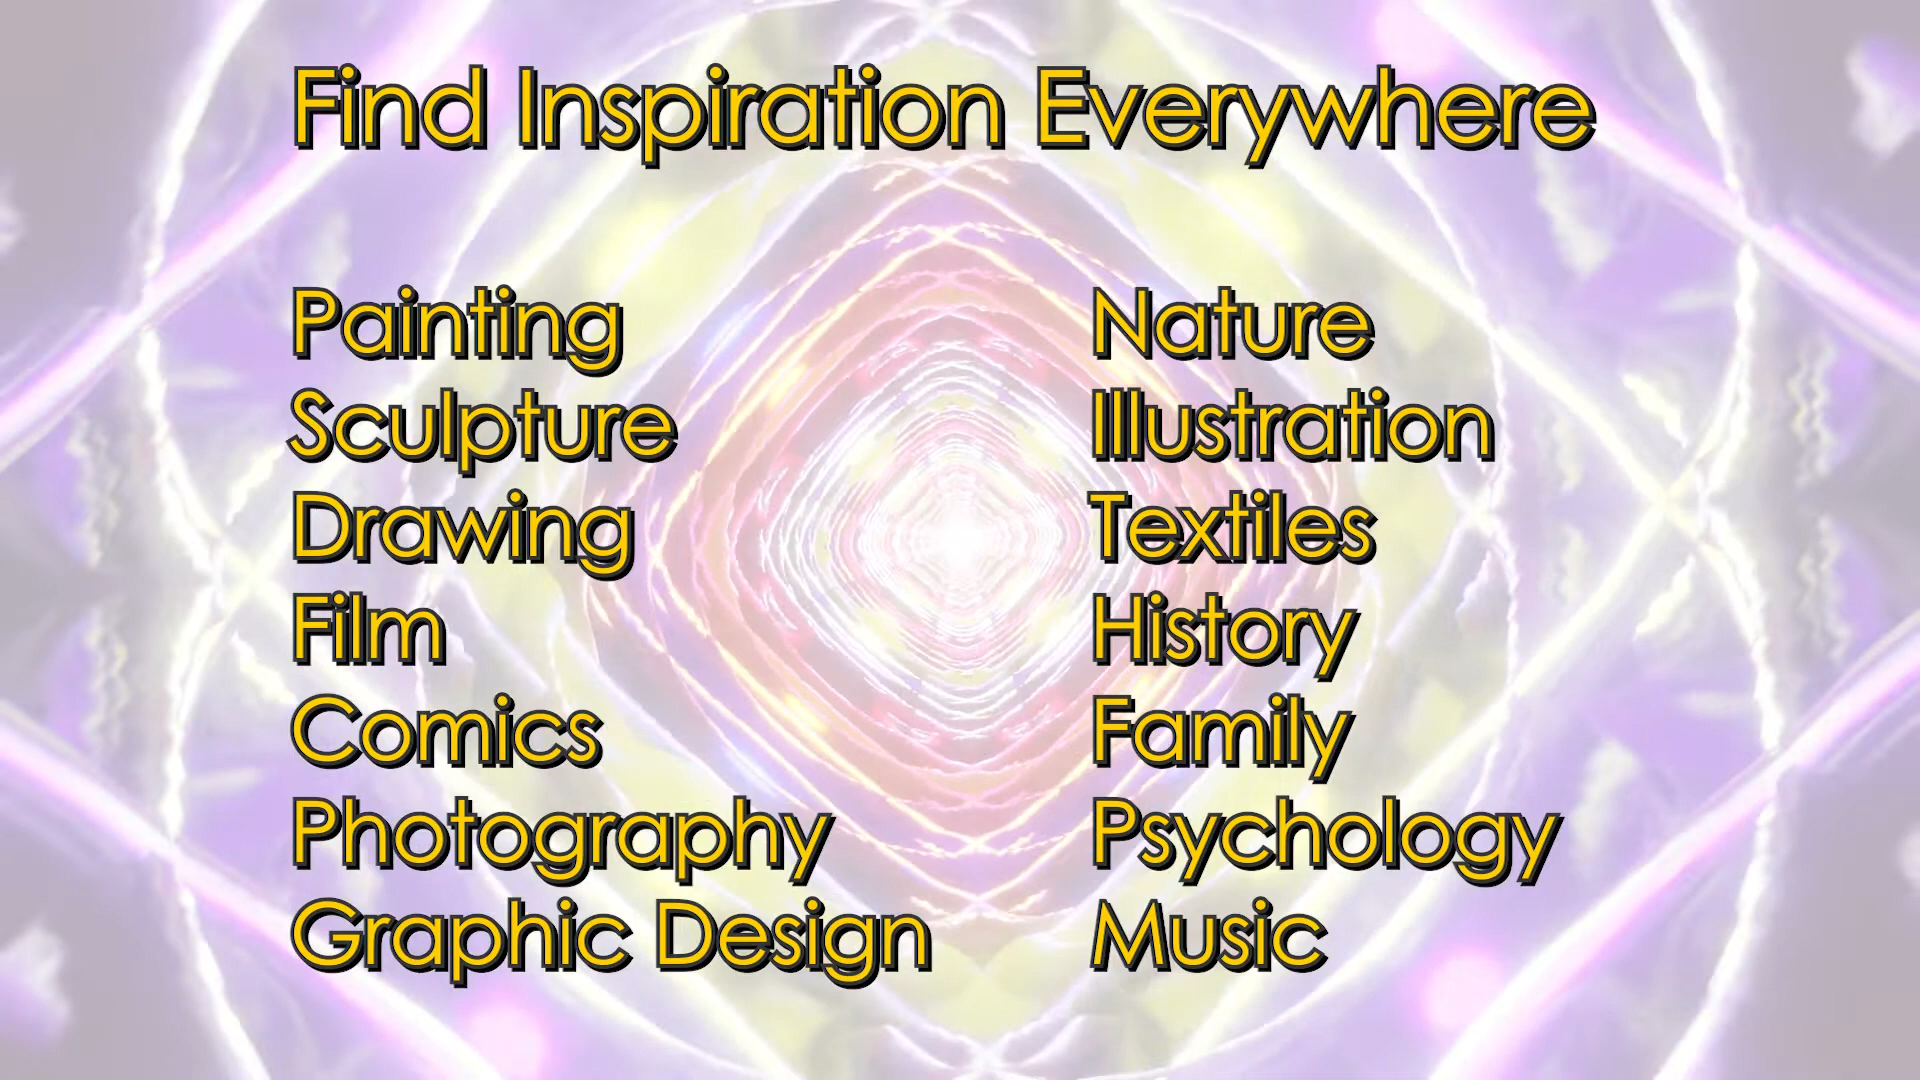 Find Inspiration Everywhere
Painting
Sculpture
Drawing
Film
Comics
Photography
Graphic Design
Nature
Illustration
Textiles
History
Family
Psychology
Music